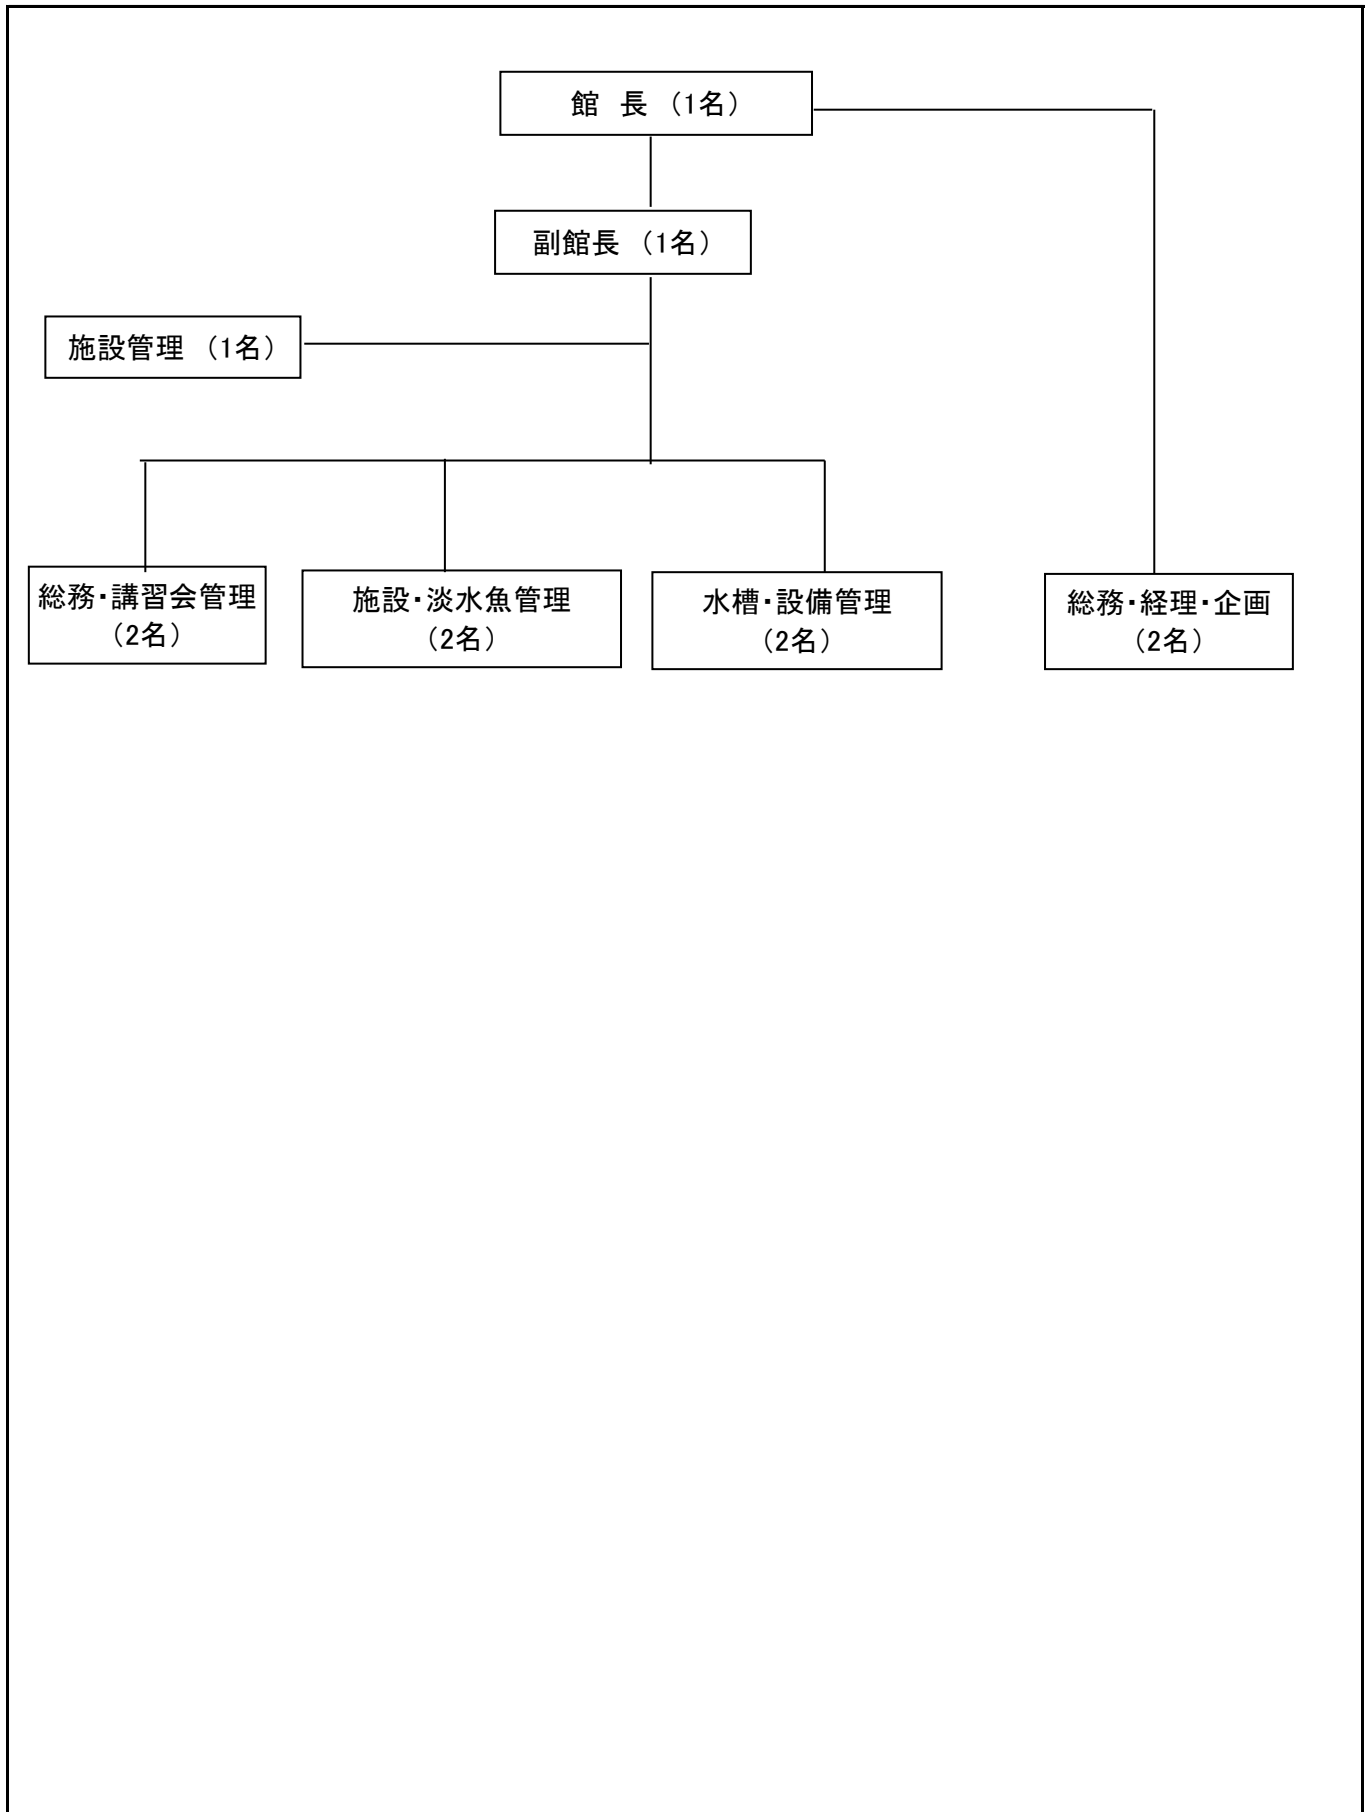 館　長 （1名）
副館長 （1名）
施設管理 （1名）
総務・講習会管理
（2名）
施設・淡水魚管理
（2名）
水槽・設備管理
（2名）
総務・経理・企画
（2名）